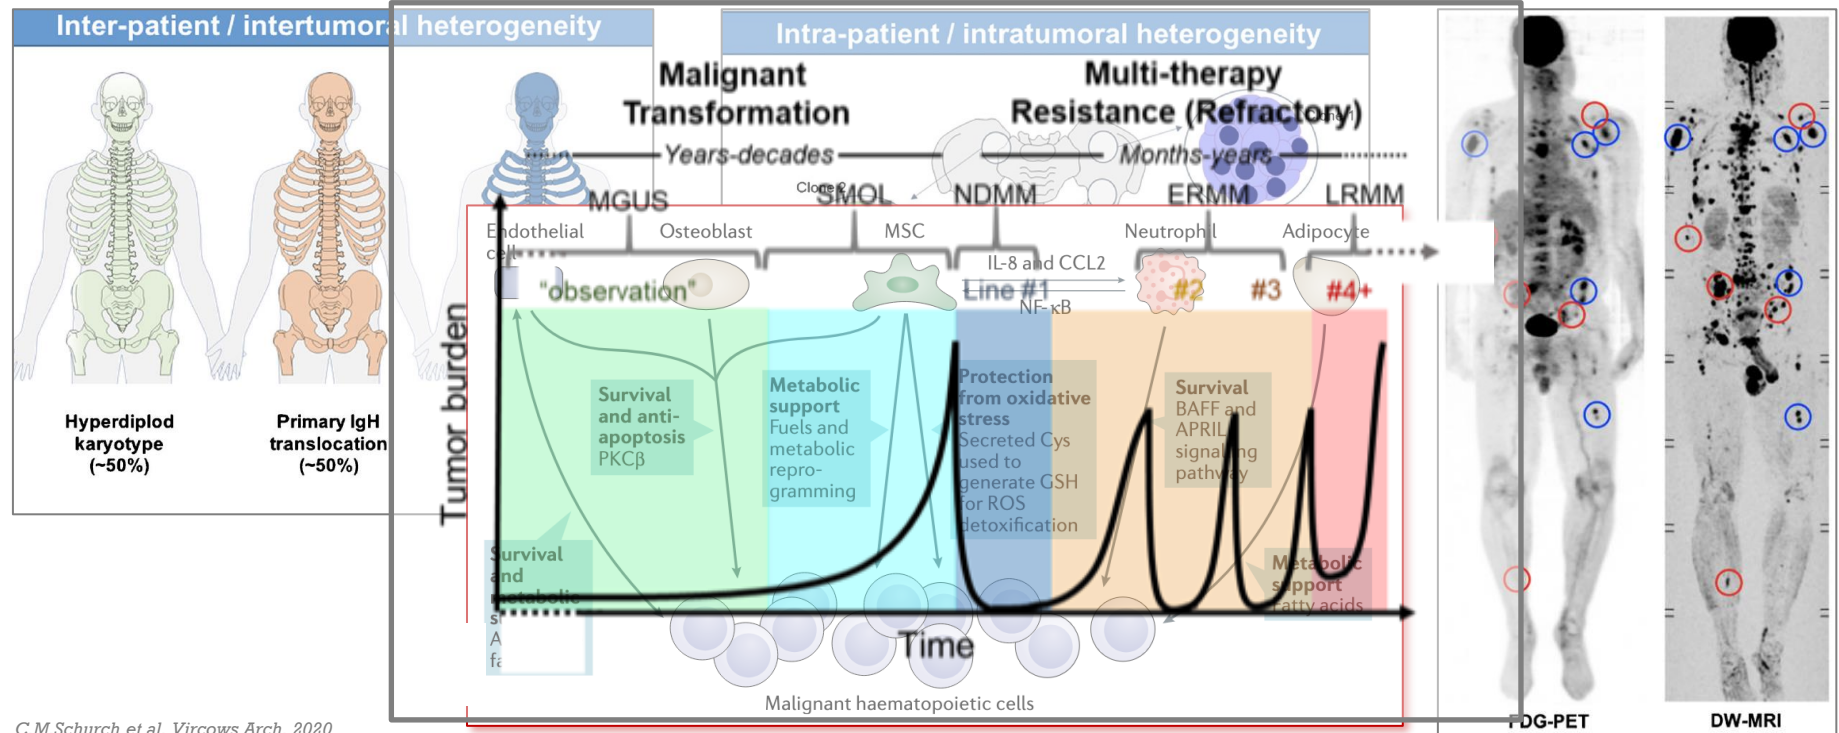 Inter-patient / intertumoral heterogeneity
Intra-patient / intratumoral heterogeneity
Malignant
Transformation
Multi-therapy
Resistance (Refractory)
Years-decades
Months-years
Clone 2
MGUS
SMOL
NDMM
ERMM
LRMM
Endothelial
cell
Osteoblast
MSC
Neutrophil
Adipocyte
IL-8 and CCL2
NF-κB
"observation"
Line #1
#2
#3
#4+
Tumor burden
Survival
and anti-
apoptosis
PKCβ
Metabolic
support
Fuels and
metabolic
repro-
gramming
Protection
from oxidative
stress
Secreted Cys
used to
generate GSH
for ROS
detoxification
Survival
BAFF and
APRIL
signaling
pathway
Survival
and
metabolic
Metabolic
support
Fatty acids
Time
Malignant haematopoietic cells
Hyperdiplod
karyotype
(~50%)
Primary IgH
translocation
(~50%)
FDG-PET
DW-MRI
C M Schurch et al, Vircows Arch, 2020